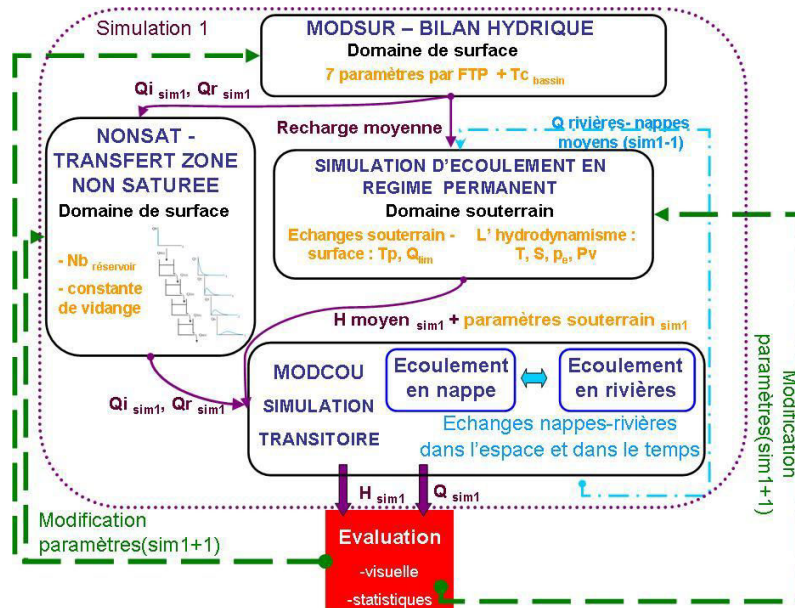 Simulation 1
MODSUR – BILAN HYDRIQUE
Domaine de surface
7 paramètres par FTP + Tc bassin
Qi sim1, Qr sim1
Recharge moyenne
Q rivières- nappes
moyens (sim1-1)
NONSAT -
TRANSFERT ZONE
NON SATUREE
Domaine de surface
- Nb réservoir
- constante
de vidange
SIMULATION D'ECOULEMENT EN
REGIME PERMANENT
Domaine souterrain
Echanges souterrain -
surface : Tp, Qlim
L' hydrodynamisme :
T, S, pe, Pv
H moyen sim1 + paramètres souterrain sim1
Qi sim1, Qr sim1
MODCOU
SIMULATION
TRANSITOIRE
Ecoulement
en nappe
Ecoulement
en rivières
Echanges nappes-rivières
dans l'espace et dans le temps
H sim1
Q sim1
Modification
paramètres(sim1+1)
Modification
paramètres(sim1+1)
Evaluation
-visuelle
-statistiques